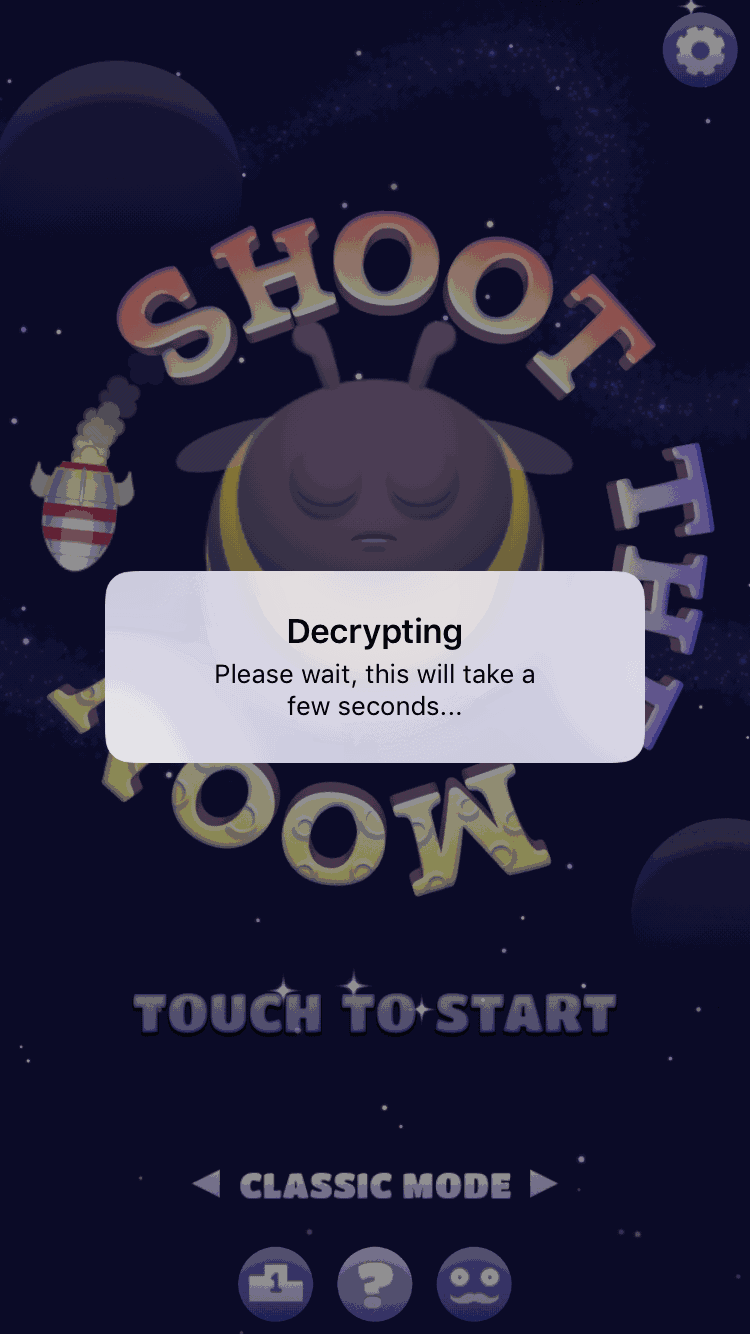 SHOOT
THE
MOON
Decrypting
Please wait, this will take a
few seconds...
TOUCH TO START
CLASSIC MODE
1
?